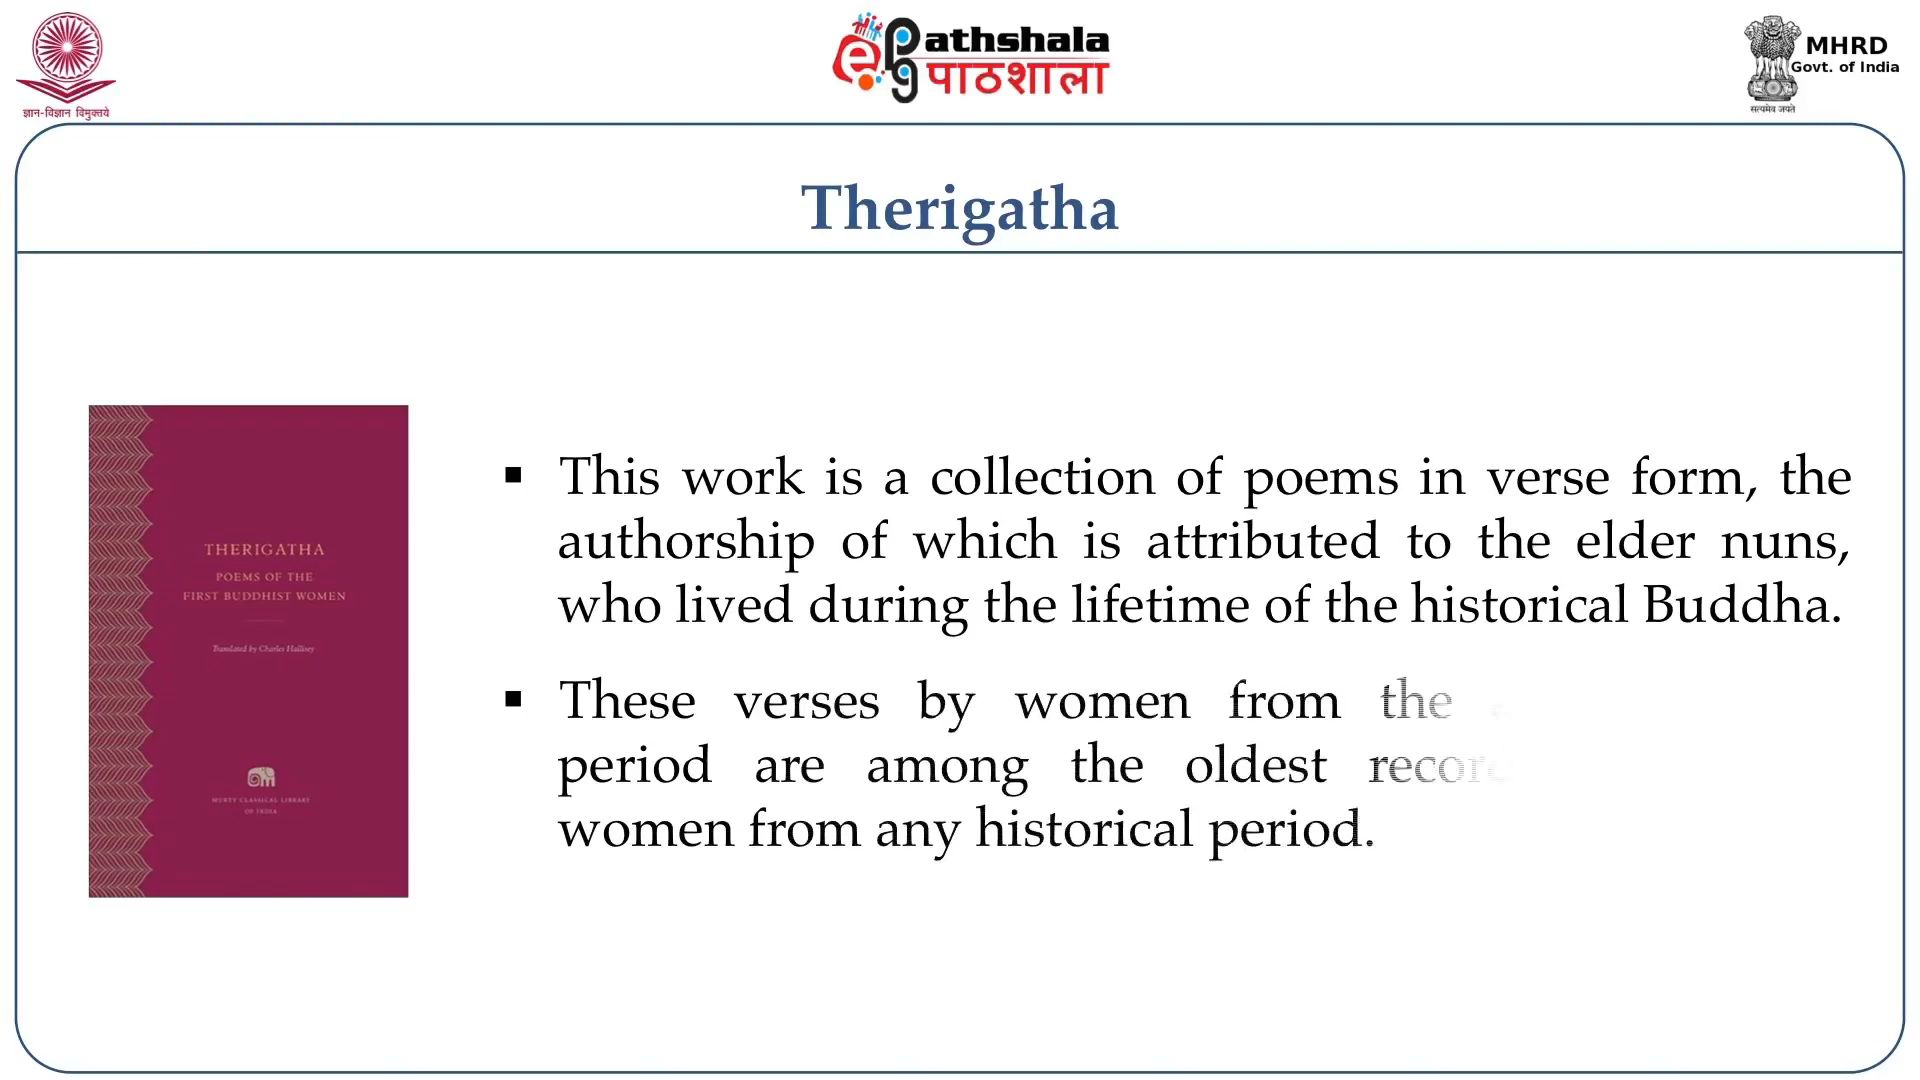 ज्ञान-विज्ञान विमुक्तये
ePG
athshala
पाठशाला
MHRD
Govt. of India
सत्यमेव जयते
Therigatha
THERIGATHA
POEMS OF THE
FIRST BUDDHIST WOMEN
Translated by Charles Hallisey
MURTY CLASSICAL LIBRARY
OF INDIA
▪ This work is a collection of poems in verse form, the
authorship of which is attributed to the elder nuns,
who lived during the lifetime of the historical Buddha.
▪ These verses by women from the
period are among the oldest
women from any historical period.